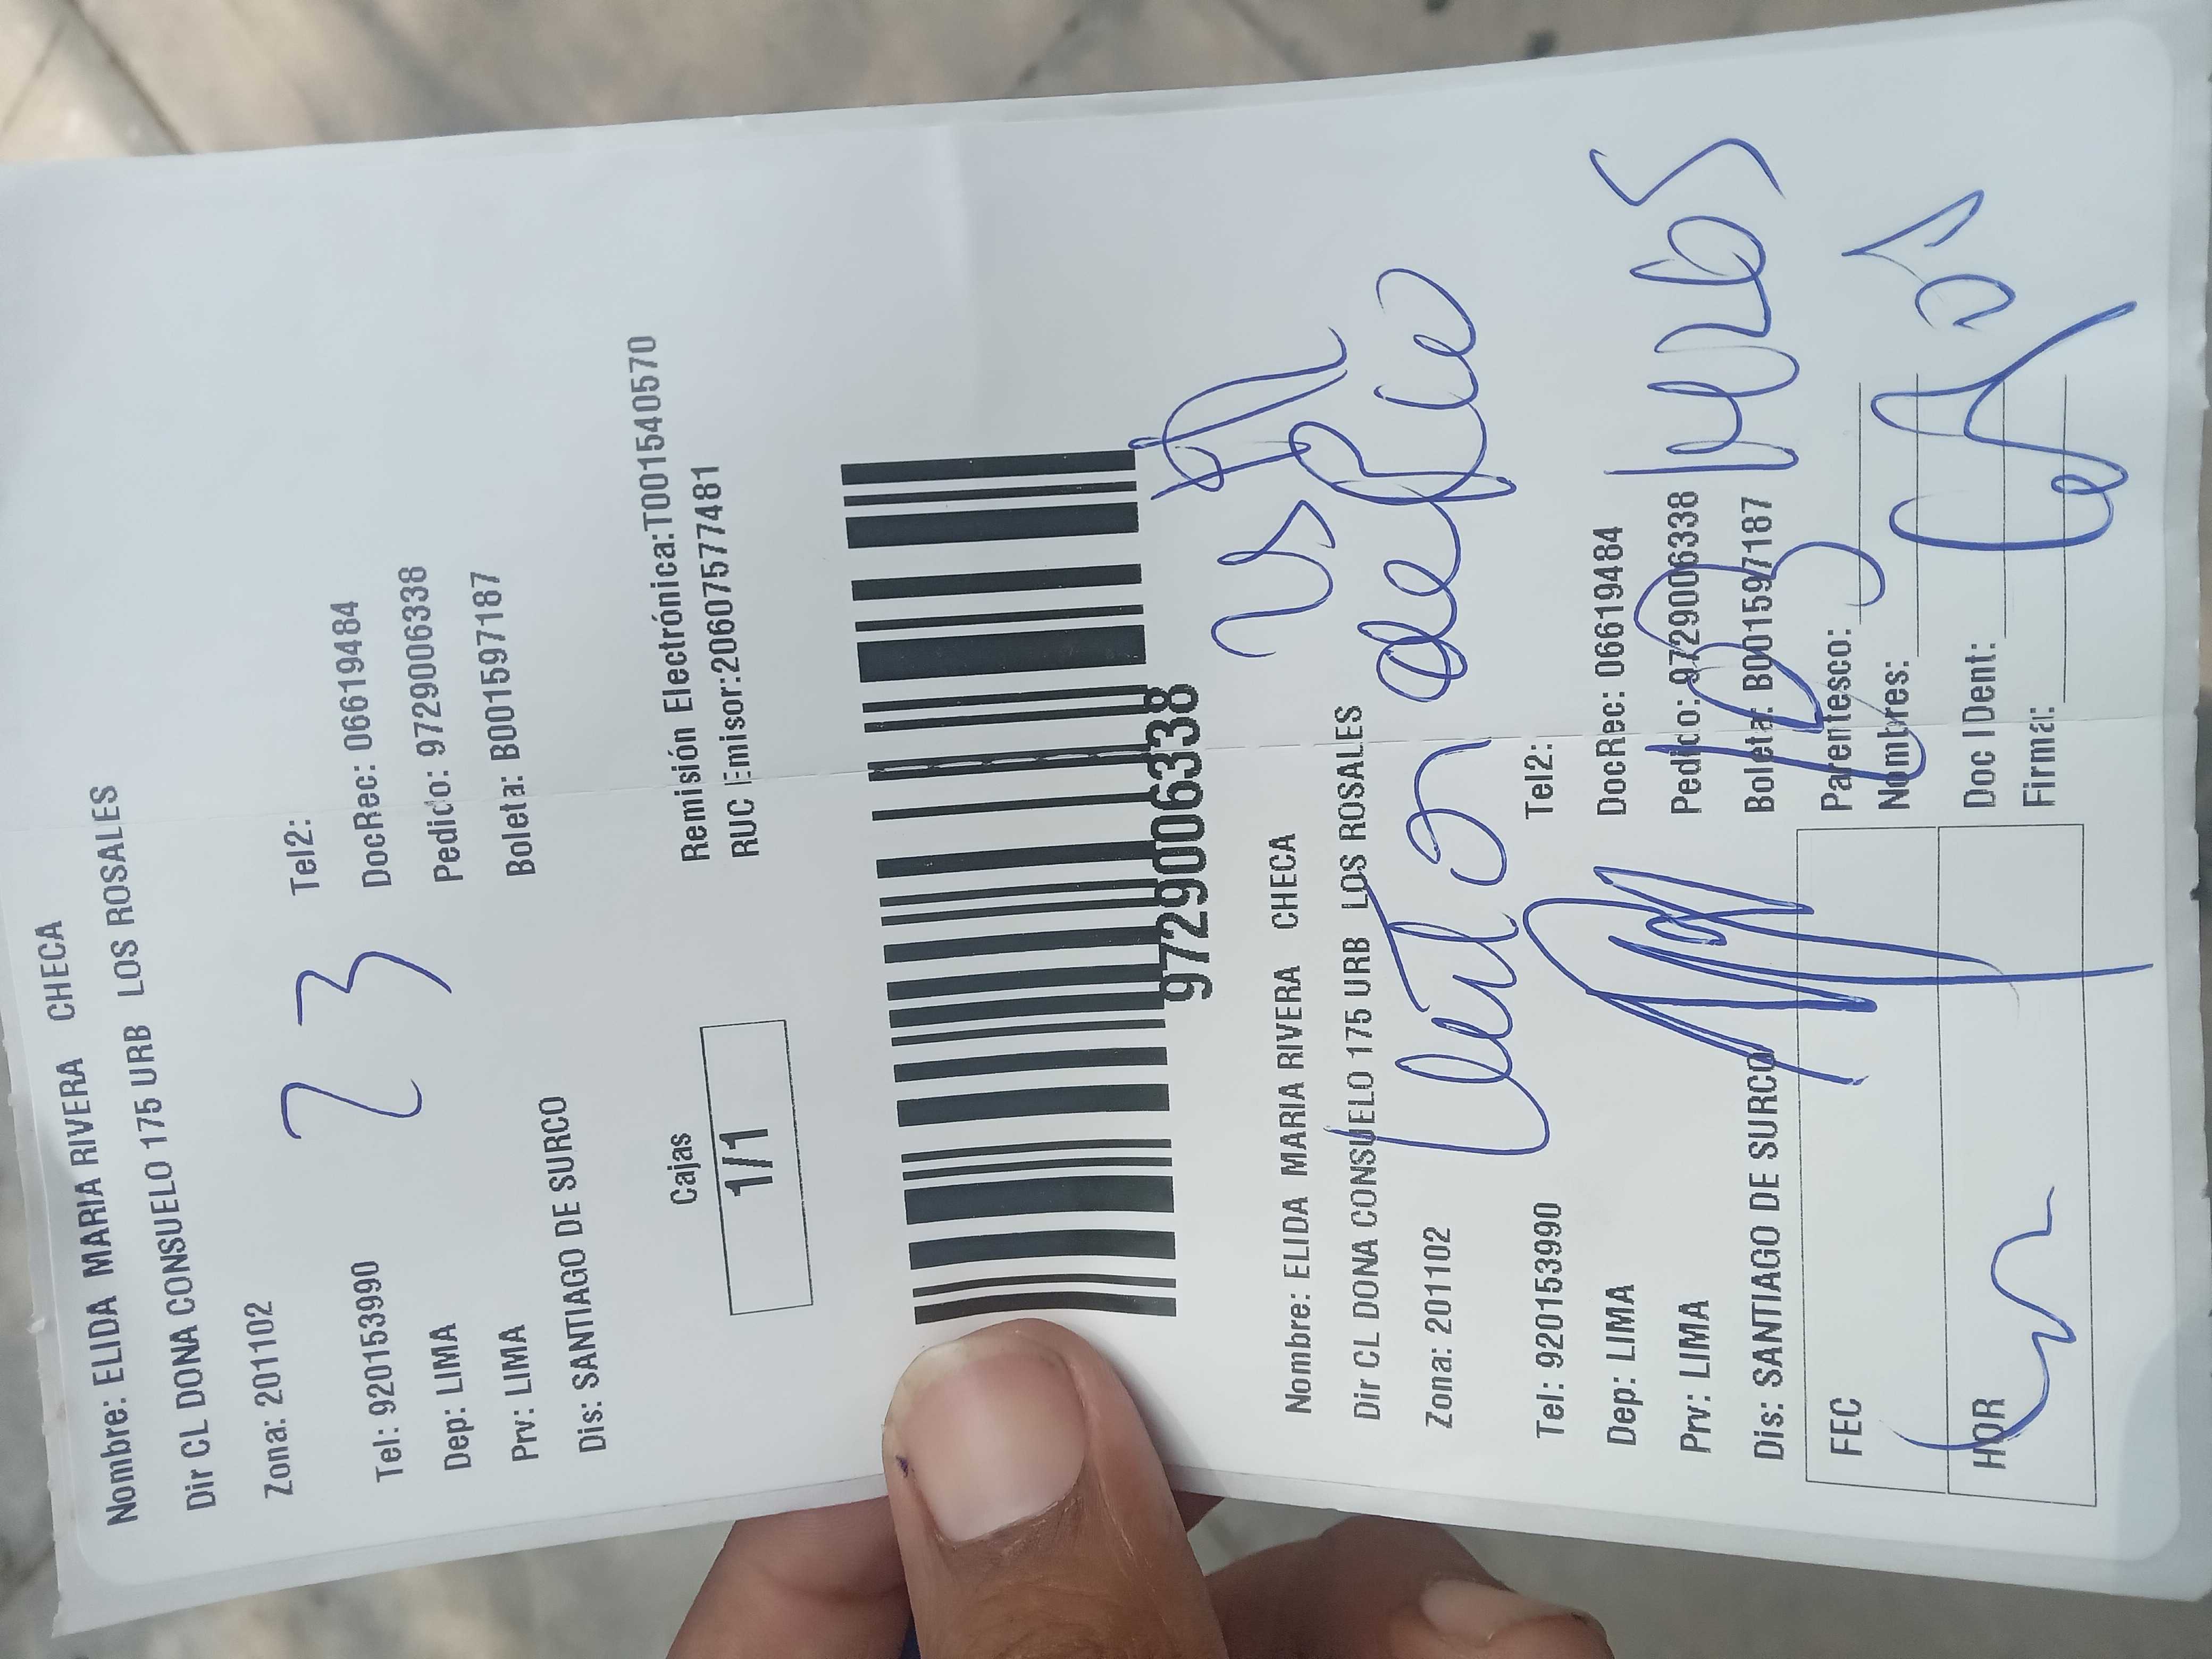 Nombre: ELIDA MARIA RIVERA CHECA
Dir CL DONA CONSUELO 175 URB LOS ROSALES
Zona: 201102
23
Tel: 920153990 Tel2:
Dep: LIMA DocRec: 06619484
Prv: LIMA Pedido: 9729006338
Dis: SANTIAGO DE SURCO Boleta: B001597187
Cajas
1/1
Remisión Electrónica:T001540570
RUC Emisor:20607577481
9729006338
Nombre: ELIDA MARIA RIVERA CHECA
Dir CL DONA CONSUELO 175 URB LOS ROSALES
Zona: 201102
Tel: 920153990 Tel2:
Dep: LIMA DocRec: 06619484
Prv: LIMA Pedido: 9729006338
Dis: SANTIAGO DE SURCO Boleta: B001597187
FEC Parentesco:
Nombres:
HOR Doc IDent:
Firma: